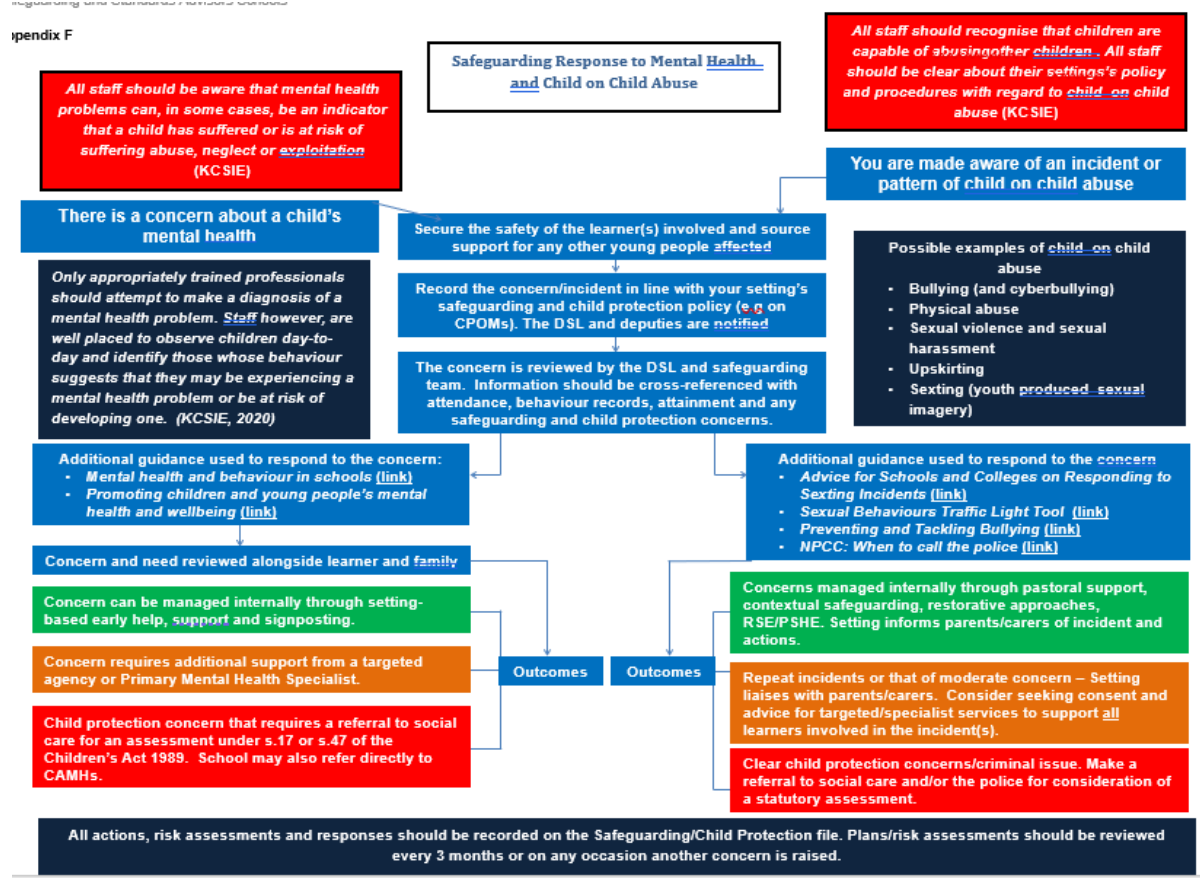 eguarding and Standards Advisors Schools
ppendix F
Safeguarding Response to Mental Health
and Child on Child Abuse
All staff should be aware that mental health
problems can, in some cases, be an indicator
that a child has suffered or is at risk of
suffering abuse, neglect or exploitation
(KCSIE)
All staff should recognise that children are
capable of abusingother children . All staff
should be clear about their settings's policy
and procedures with regard to child on child
abuse (KCSIE)
There is a concern about a child's
mental health
You are made aware of an incident or
pattern of child on child abuse
Secure the safety of the learner(s) involved and source
support for any other young people affected
Record the concern/incident in line with your setting's
safeguarding and child protection policy (e.g on
CPOMs). The DSL and deputies are notified
The concern is reviewed by the DSL and safeguarding
team. Information should be cross-referenced with
attendance, behaviour records, attainment and any
safeguarding and child protection concerns.
Only appropriately trained professionals
should attempt to make a diagnosis of a
mental health problem. Staff however, are
well placed to observe children day-to-
day and identify those whose behaviour
suggests that they may be experiencing a
mental health problem or be at risk of
developing one. (KCSIE, 2020)
Possible examples of child on child
abuse
• Bullying (and cyberbullying)
• Physical abuse
• Sexual violence and sexual
harassment
• Upskirting
• Sexting (youth produced sexual
imagery)
Additional guidance used to respond to the concern:
• Mental health and behaviour in schools (link)
• Promoting children and young people's mental
health and wellbeing (link)
Additional guidance used to respond to the concern
• Advice for Schools and Colleges on Responding to
Sexting Incidents (link)
• Sexual Behaviours Traffic Light Tool (link)
• Preventing and Tackling Bullying (link)
• NPCC: When to call the police (link)
Concern and need reviewed alongside learner and family
Concern can be managed internally through setting-
based early help, support and signposting.
Concern requires additional support from a targeted
agency or Primary Mental Health Specialist.
Child protection concern that requires a referral to social
care for an assessment under s.17 or s.47 of the
Children's Act 1989. School may also refer directly to
CAMHs.
Outcomes
Outcomes
Concerns managed internally through pastoral support,
contextual safeguarding, restorative approaches,
RSE/PSHE. Setting informs parents/carers of incident and
actions.
Repeat incidents or that of moderate concern – Setting
liaises with parents/carers. Consider seeking consent and
advice for targeted/specialist services to support all
learners involved in the incident(s).
Clear child protection concerns/criminal issue. Make a
referral to social care and/or the police for consideration of
a statutory assessment.
All actions, risk assessments and responses should be recorded on the Safeguarding/Child Protection file. Plans/risk assessments should be reviewed
every 3 months or on any occasion another concern is raised.